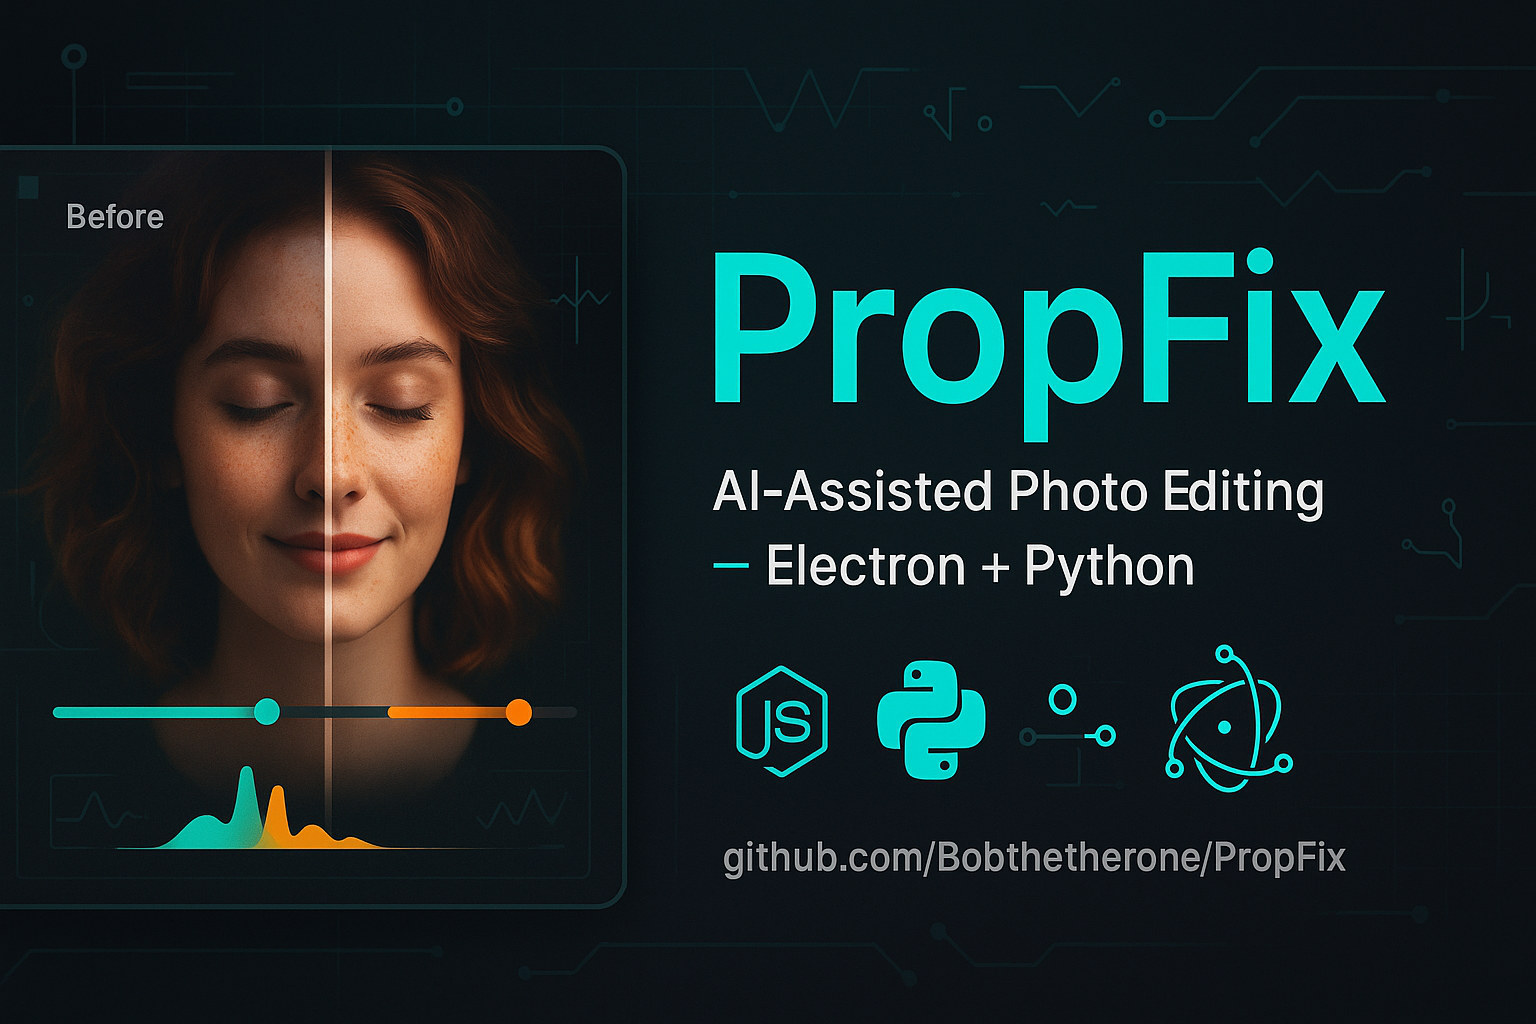 Before
PropFix
AI-Assisted Photo Editing
– Electron + Python
JS
github.com/Bobthetherone/PropFix